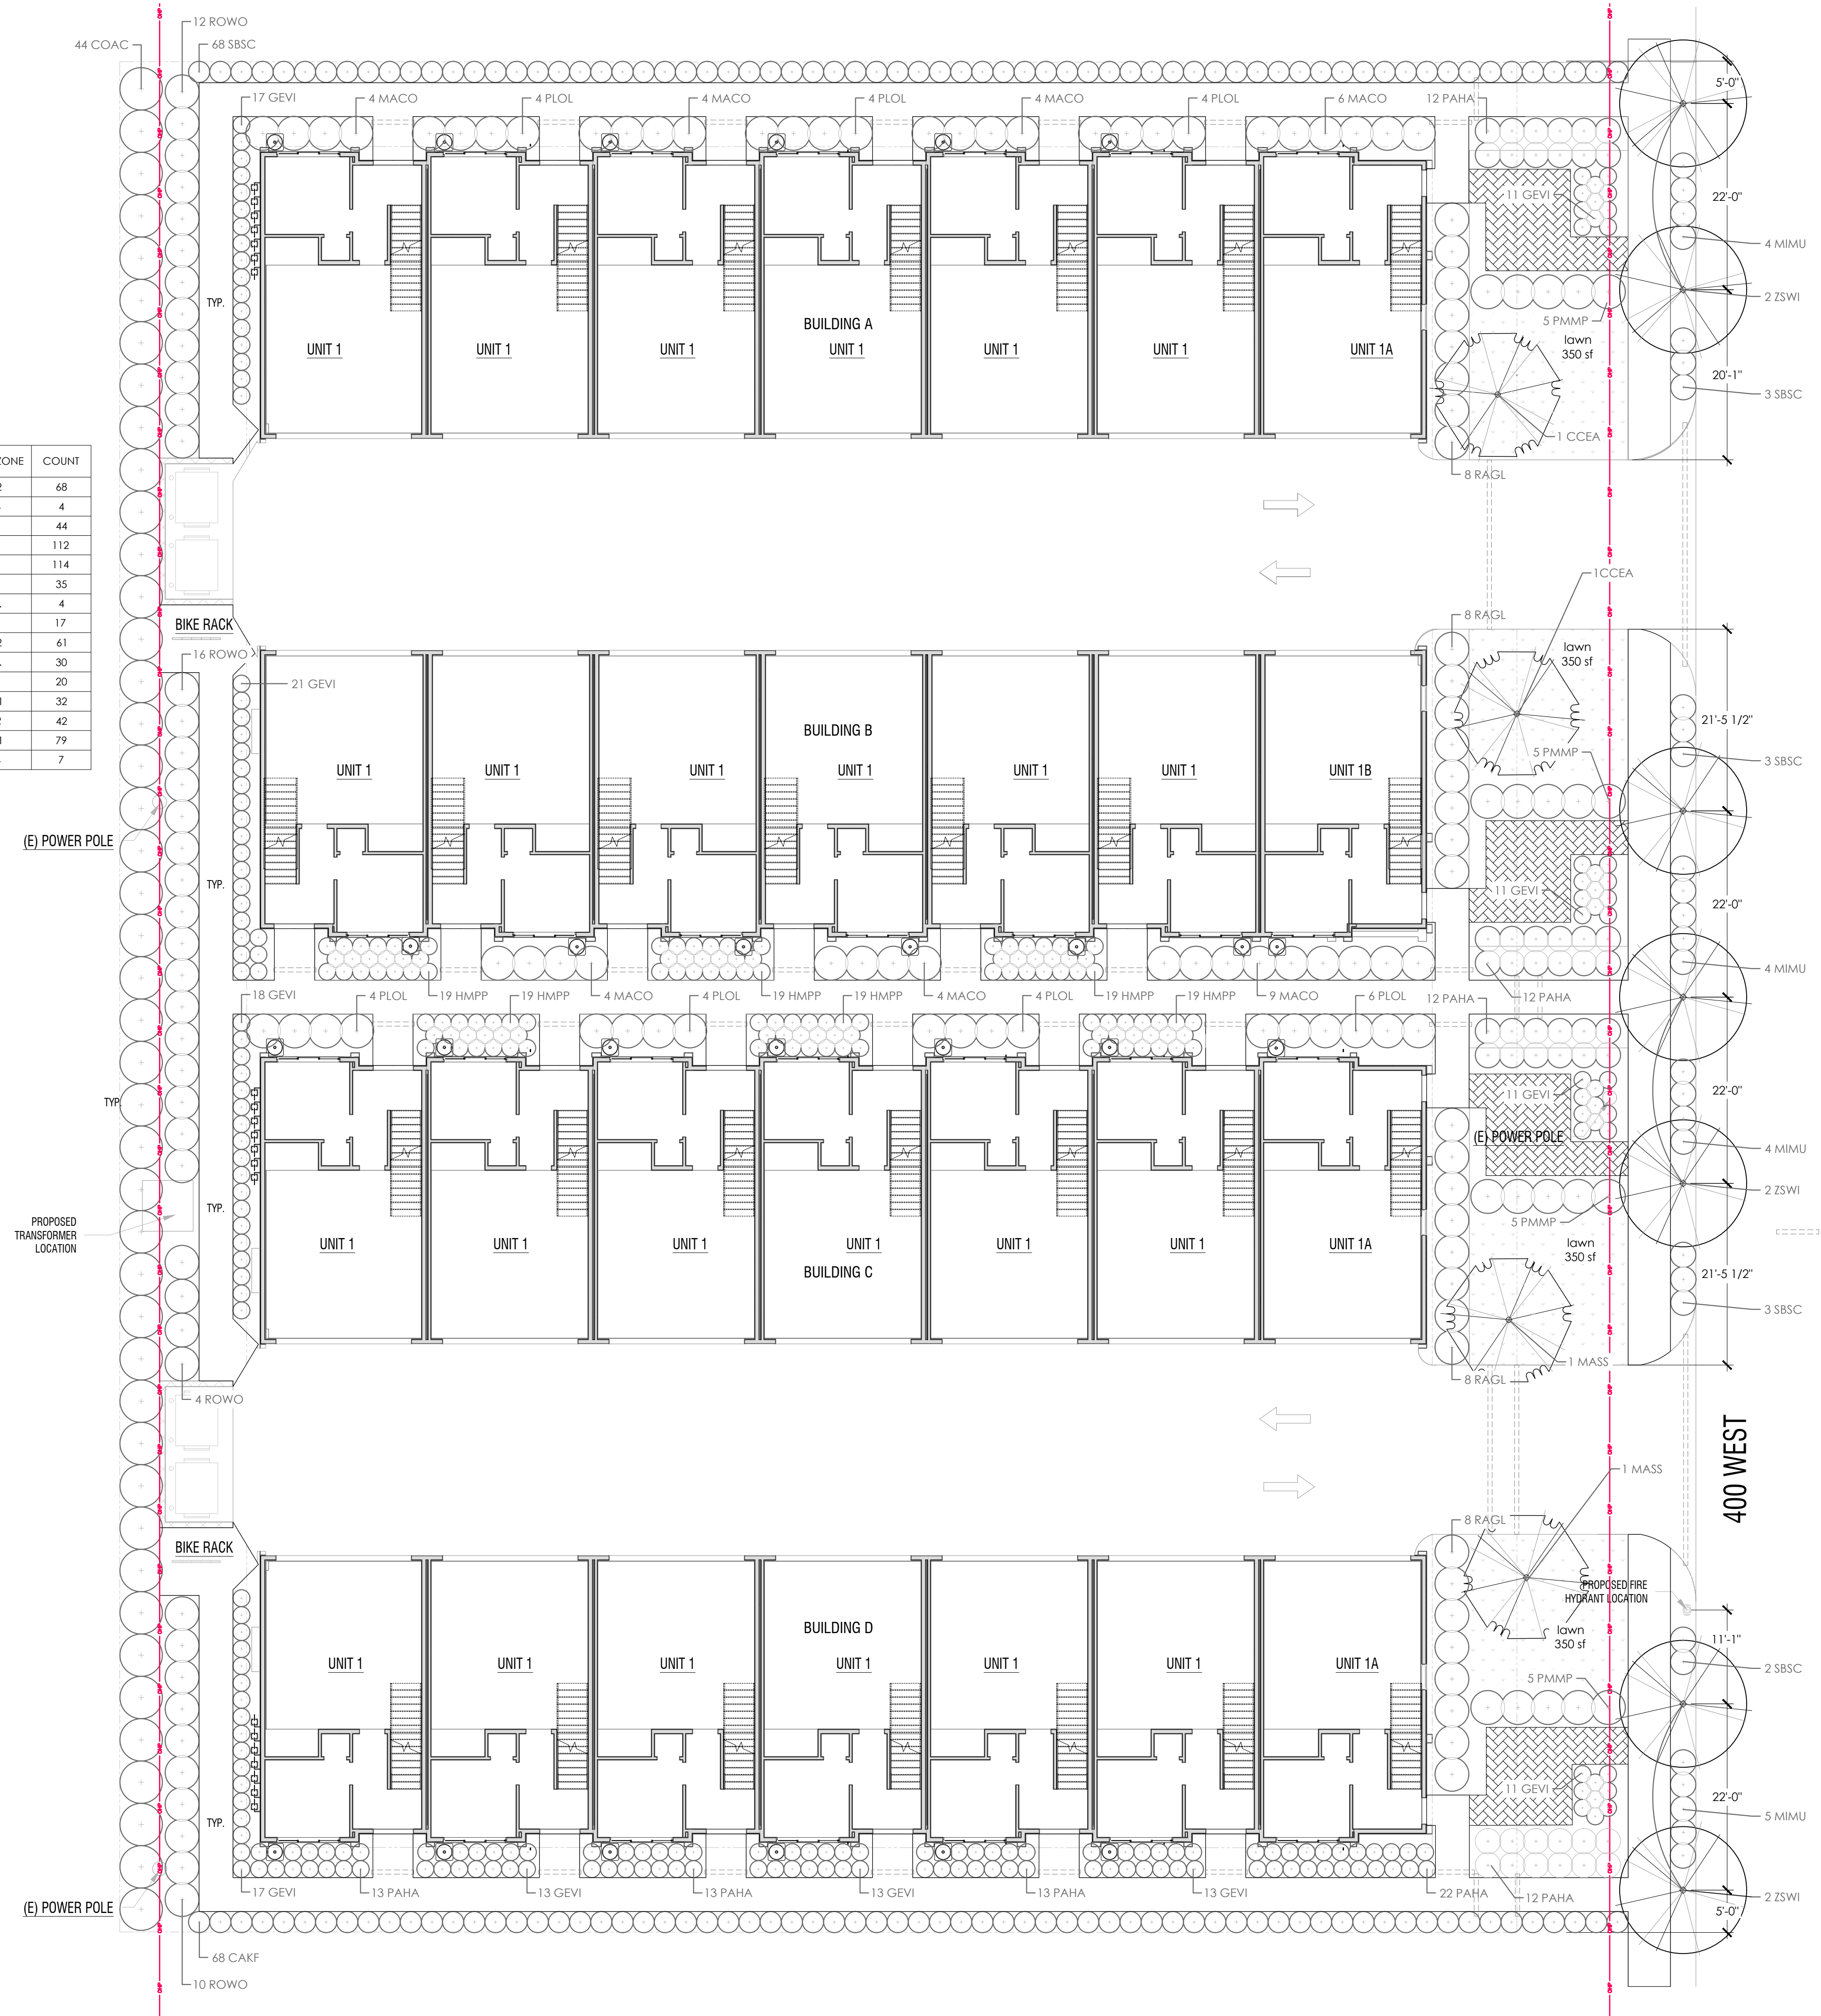 12 ROWO
44 COAC
68 SBSC
5'-0"
17 GEVI
4 MACO
4 PLOL
4 MACO
4 PLOL
4 MACO
4 PLOL
6 MACO
12 PAHA
11 GEVI
22'-0"
4 MIMU
2 ZSWI
TYP.
5 PMMP
BUILDING A
lawn
350 sf
UNIT 1
UNIT 1
UNIT 1
UNIT 1
UNIT 1
UNIT 1
UNIT 1A
20'-1"
3 SBSC
1 CCEA
8 RAGL
ZONE COUNT
68
4
44
112
114
35
4
17
61
30
20
32
42
79
7
1CCEA
BIKE RACK
8 RAGL
16 ROWO
lawn
350 sf
21 GEVI
21'-5 1/2"
BUILDING B
5 PMMP
3 SBSC
UNIT 1
UNIT 1
UNIT 1
UNIT 1
UNIT 1
UNIT 1
UNIT 1B
(E) POWER POLE
TYP.
11 GEVI
22'-0"
4 MIMU
18 GEVI
4 PLOL
19 HMPP
19 HMPP
4 MACO
4 PLOL
19 HMPP
19 HMPP
4 MACO
4 PLOL
19 HMPP
19 HMPP
9 MACO
6 PLOL
12 PAHA
12 PAHA
22'-0"
TYP.
11 GEVI
(E) POWER POLE
4 MIMU
2 ZSWI
PROPOSED
TRANSFORMER
LOCATION
TYP.
5 PMMP
UNIT 1
UNIT 1
UNIT 1
UNIT 1
UNIT 1
UNIT 1
UNIT 1A
lawn
350 sf
BUILDING C
21'-5 1/2"
3 SBSC
1 MASS
8 RAGL
4 ROWO
400 WEST
1 MASS
8 RAGL
BIKE RACK
PROPOSED FIRE
HYDRANT LOCATION
BUILDING D
lawn
350 sf
11'-1"
UNIT 1
UNIT 1
UNIT 1
UNIT 1
UNIT 1
UNIT 1
UNIT 1A
2 SBSC
5 PMMP
11 GEVI
22'-0"
5 MIMU
TYP.
17 GEVI
13 PAHA
13 GEVI
13 PAHA
13 GEVI
13 PAHA
13 GEVI
22 PAHA
12 PAHA
2 ZSWI
(E) POWER POLE
5'-0"
68 CAKF
10 ROWO